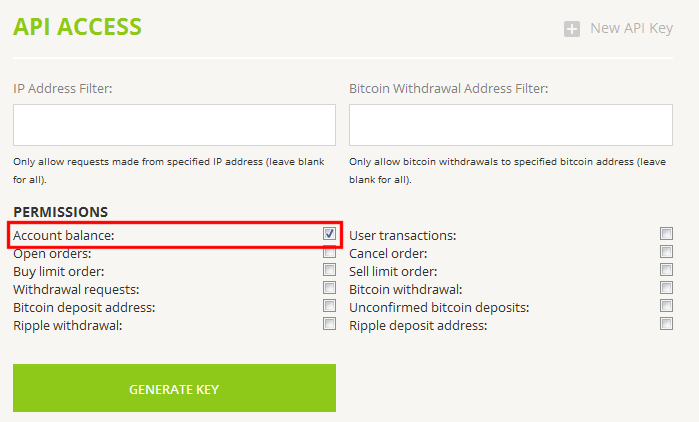 API ACCESS
New API Key
IP Address Filter:
Bitcoin Withdrawal Address Filter:
Only allow requests made from specified IP address (leave blank
for all).
Only allow bitcoin withdrawals to specified bitcoin address (leave
blank for all).
PERMISSIONS
Account balance:
User transactions:
Open orders:
Cancel order:
Buy limit order:
Sell limit order:
Withdrawal requests:
Bitcoin withdrawal:
Bitcoin deposit address:
Unconfirmed bitcoin deposits:
Ripple withdrawal:
Ripple deposit address:
GENERATE KEY